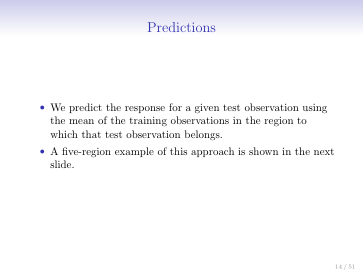 Predictions
• We predict the response for a given test observation using
the mean of the training observations in the region to
which that test observation belongs.
• A five-region example of this approach is shown in the next
slide.
14 / 51